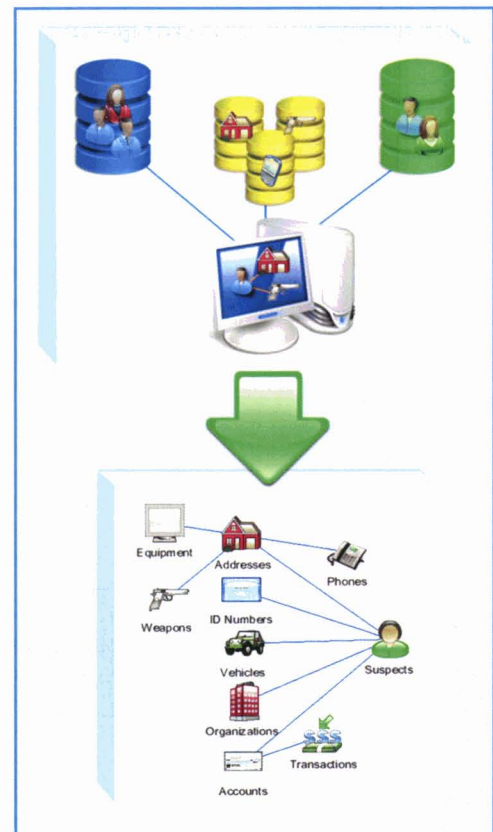 Equipment
Addresses
Phones
Weapons
ID Numbers
Vehicles
Suspects
Organizations
Transactions
Accounts